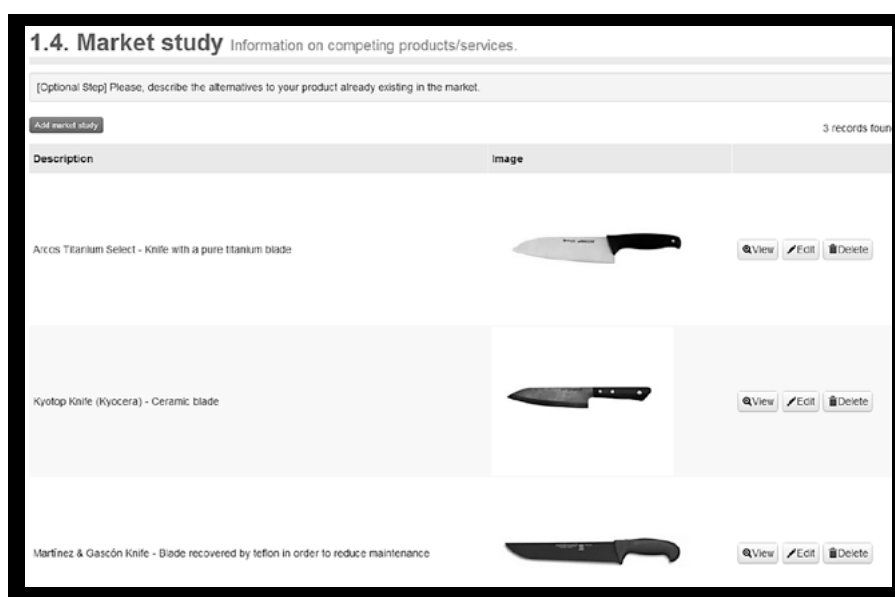 1.4. Market study Information on competing products/services.
[Optional Step] Please, describe the alternatives to your product already existing in the market.
Add market study
3 records foun
Description Image
Arcos Titanium Select - Knife with a pure titanium blade View Edit Delete
Kyotop Knife (Kyocera) - Ceramic blade View Edit Delete
Martínez & Gascón Knife - Blade recovered by teflon in order to reduce maintenance View Edit Delete